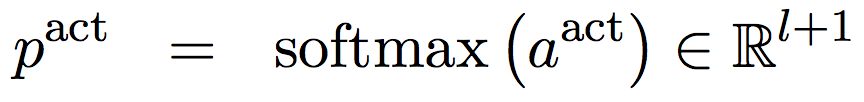 p^act = softmax (a^act) ∈ ℝ^{l+1}